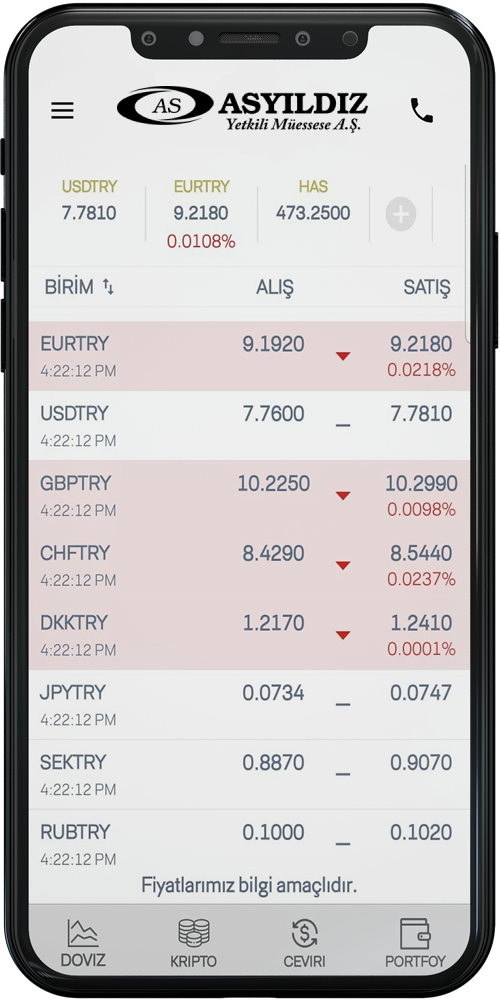 AS ASYILDIZ
Yetkili Müessese A.Ş.
USDTRY EURTRY HAS
7.7810 9.2180 473.2500
0.0108%
BİRİM ALIŞ SATIŞ
EURTRY 9.1920 9.2180
4:22:12 PM 0.0218%
USDTRY 7.7600 7.7810
4:22:12 PM
GBPTRY 10.2250 10.2990
4:22:12 PM 0.0098%
CHFTRY 8.4290 8.5440
4:22:12 PM 0.0237%
DKKTRY 1.2170 1.2410
4:22:12 PM 0.0001%
JPYTRY 0.0734 0.0747
4:22:12 PM
SEKTRY 0.8870 0.9070
4:22:12 PM
RUBTRY 0.1000 0.1020
4:22:12 PM
Fiyatlarımız bilgi amaçlıdır.
DOVIZ KRIPTO CEVIRI PORTFOY